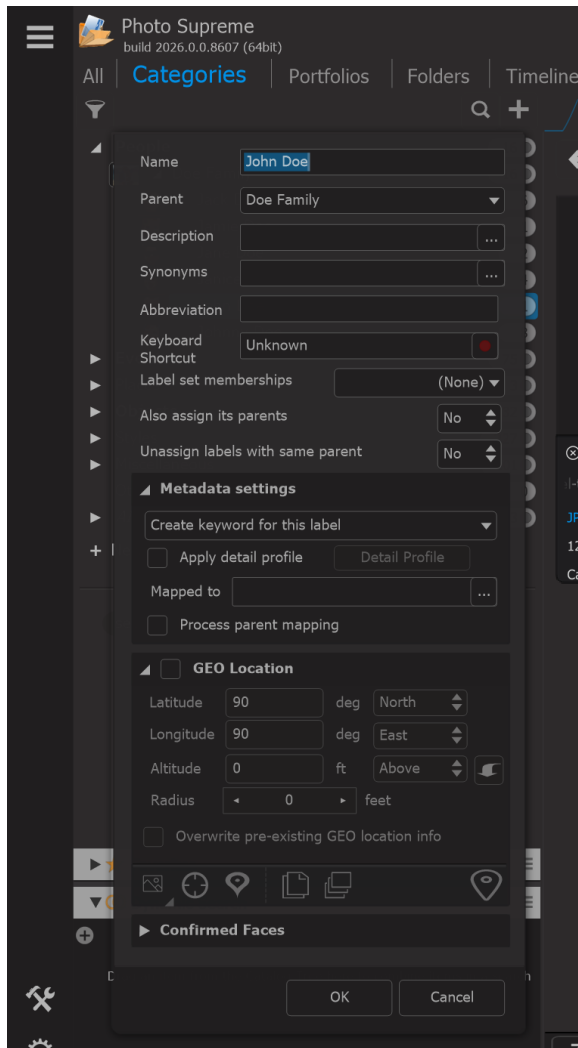 Photo Supreme
build 2026.0.0.8607 (64bit)
All Categories Portfolios Folders Timeline
Name John Doe
Parent Doe Family
Description ...
Synonyms ...
Abbreviation
Keyboard Shortcut Unknown
Label set memberships (None)
Also assign its parents No
Unassign labels with same parent No
Metadata settings
Create keyword for this label
Apply detail profile Detail Profile
Mapped to ...
Process parent mapping
GEO Location
Latitude 90 deg North
Longitude 90 deg East
Altitude 0 ft Above
Radius 0 feet
Overwrite pre-existing GEO location info
Confirmed Faces
OK Cancel